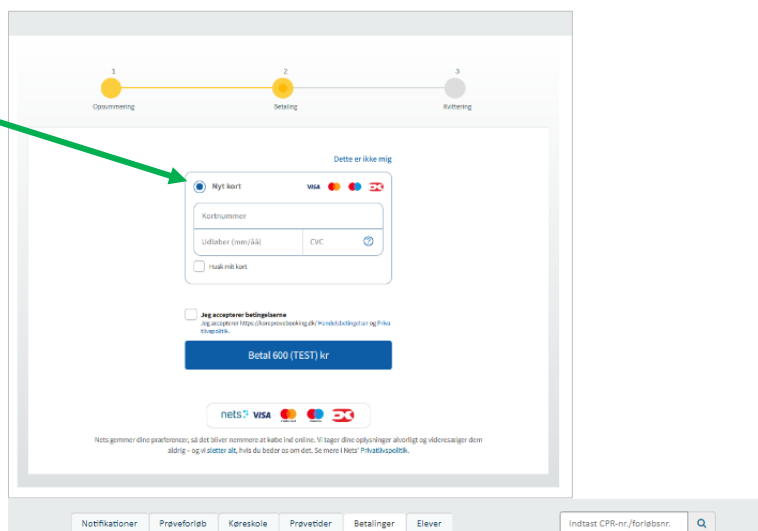 1 2 3
Opsummering Betaling Kvittering
Dette er ikke mig
Nyt kort VISA
Kortnummer
Udløber (mm/åå) CVC
Husk mit kort
Jeg accepterer betingelserne
Jeg accepterer https://koreprovebooking.dk/ Handelsbetingelser og Priva
tlivspolitik.
Betal 600 (TEST) kr
nets VISA
Nets gemmer dine præferencer, så det bliver nemmere at købe ind online. Vi tager dine oplysninger alvorligt og videresælger dem
aldrig – og vi sletter alt, hvis du beder os om det. Se mere i Nets' Privatlivspolitik.
Notifikationer Prøveforløb Køreskole Prøvetider Betalinger Elever Indtast CPR-nr./forløbsnr.